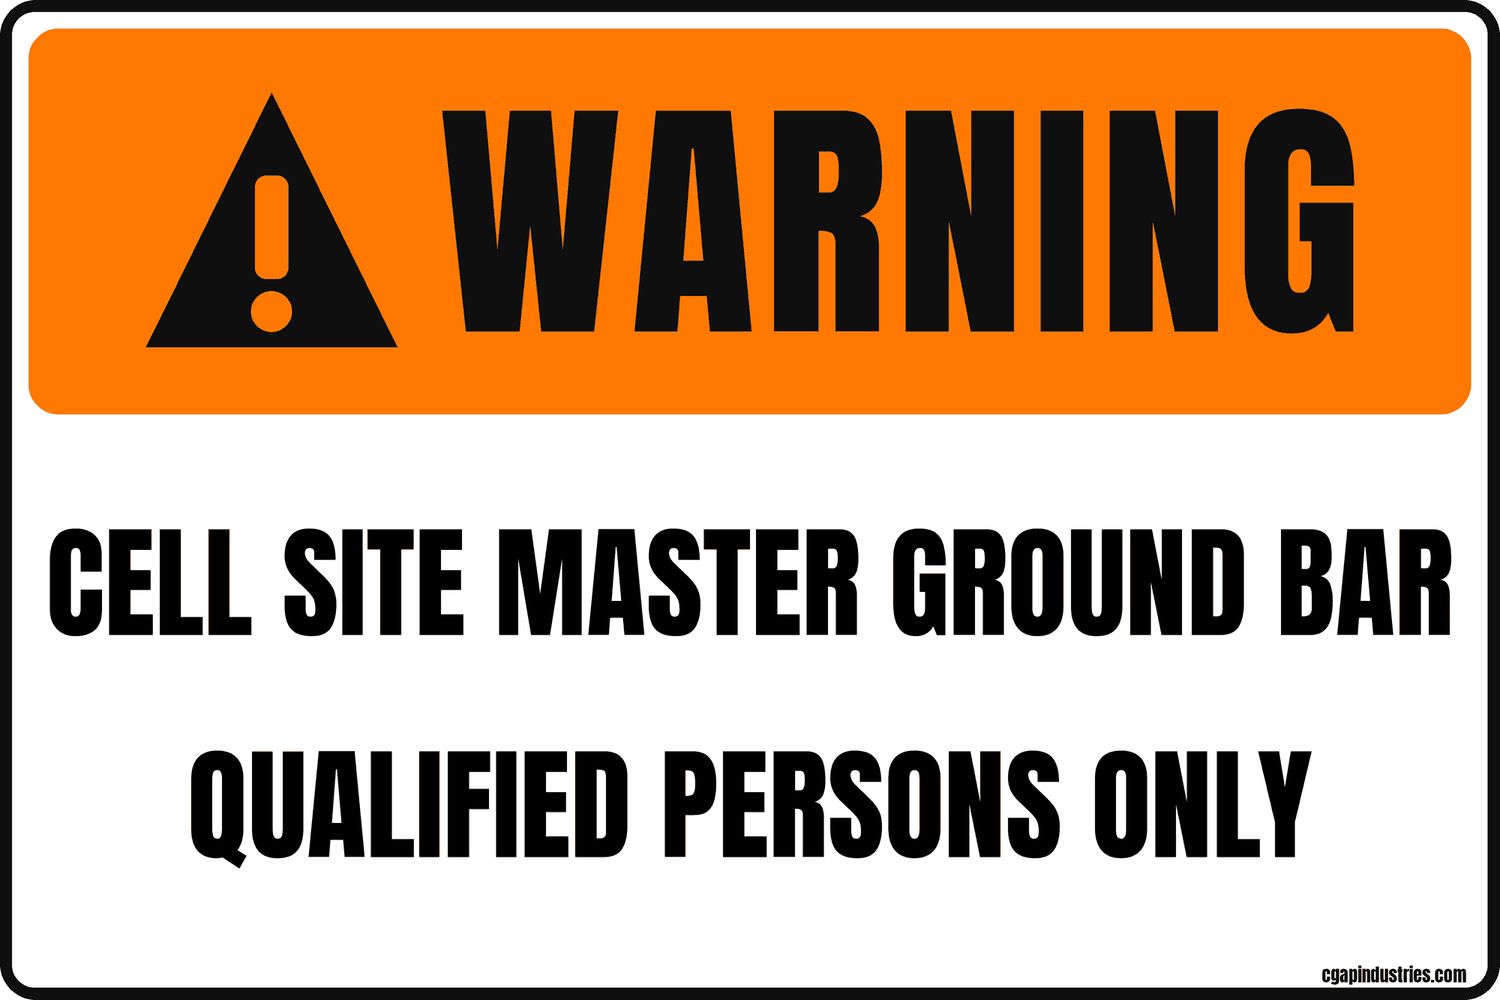 WARNING
CELL SITE MASTER GROUND BAR
QUALIFIED PERSONS ONLY
cgapindustries.com